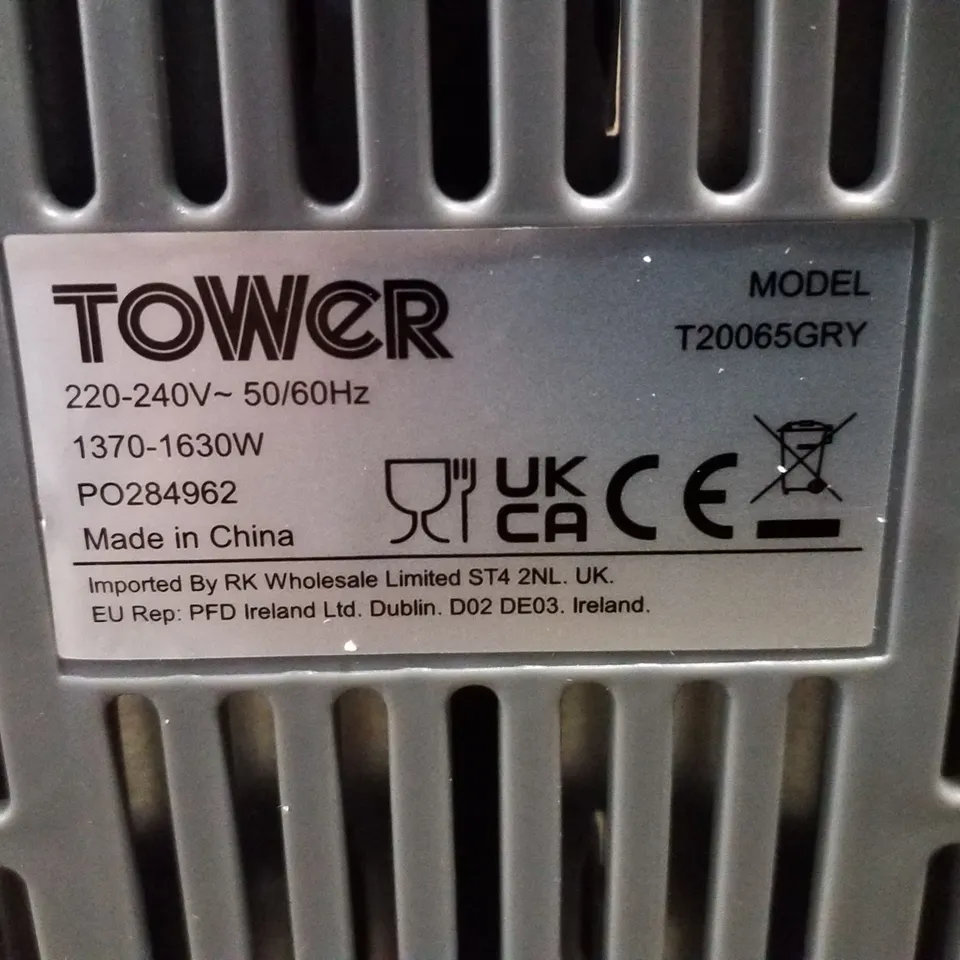 TOWER
MODEL
T20065GRY
220-240V~ 50/60Hz
1370-1630W
PO284962
Made in China
UK
CA
CE
Imported By RK Wholesale Limited ST4 2NL. UK.
EU Rep: PFD Ireland Ltd. Dublin. D02 DE03. Ireland.